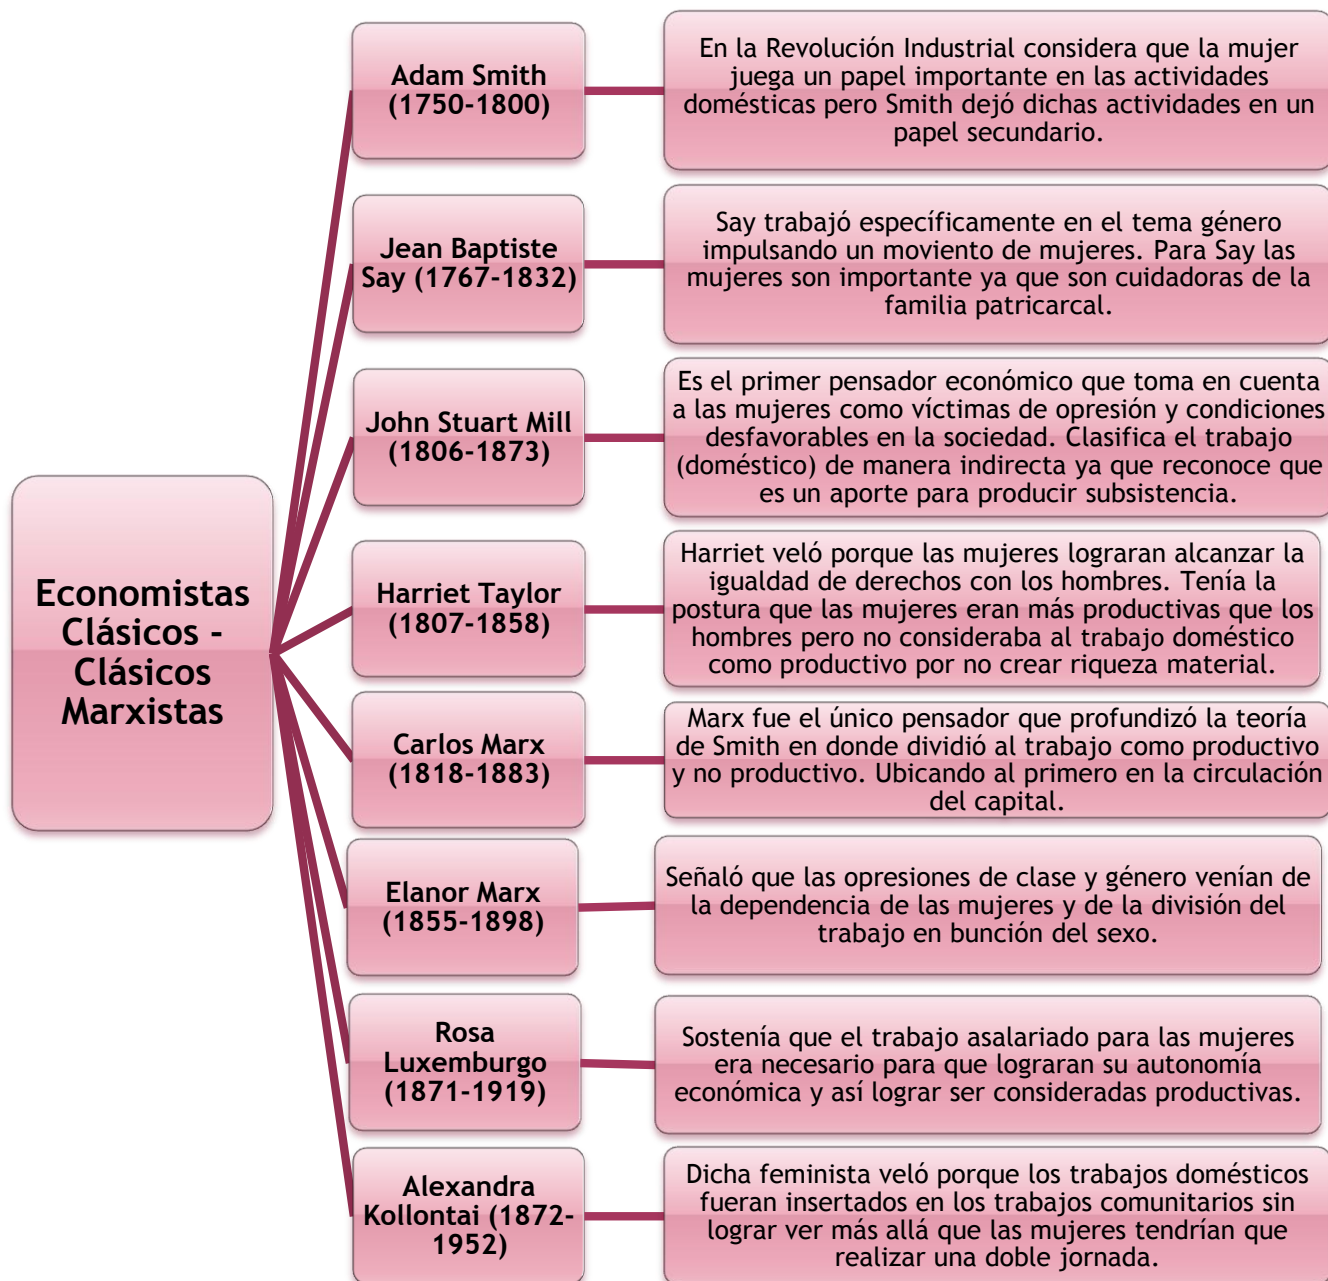 Economistas
Clásicos -
Clásicos
Marxistas
Adam Smith
(1750-1800)
En la Revolución Industrial considera que la mujer
juega un papel importante en las actividades
domésticas pero Smith dejó dichas actividades en un
papel secundario.
Jean Baptiste
Say (1767-1832)
Say trabajó específicamente en el tema género
impulsando un moviento de mujeres. Para Say las
mujeres son importante ya que son cuidadoras de la
familia patricarcal.
John Stuart Mill
(1806-1873)
Es el primer pensador económico que toma en cuenta
a las mujeres como víctimas de opresión y condiciones
desfavorables en la sociedad. Clasifica el trabajo
(doméstico) de manera indirecta ya que reconoce que
es un aporte para producir subsistencia.
Harriet Taylor
(1807-1858)
Harriet veló porque las mujeres lograran alcanzar la
igualdad de derechos con los hombres. Tenía la
postura que las mujeres eran más productivas que los
hombres pero no consideraba al trabajo doméstico
como productivo por no crear riqueza material.
Carlos Marx
(1818-1883)
Marx fue el único pensador que profundizó la teoría
de Smith en donde dividió al trabajo como productivo
y no productivo. Ubicando al primero en la circulación
del capital.
Elanor Marx
(1855-1898)
Señaló que las opresiones de clase y género venían de
la dependencia de las mujeres y de la división del
trabajo en bunción del sexo.
Rosa
Luxemburgo
(1871-1919)
Sostenía que el trabajo asalariado para las mujeres
era necesario para que lograran su autonomía
económica y así lograr ser consideradas productivas.
Alexandra
Kollontai (1872-
1952)
Dicha feminista veló porque los trabajos domésticos
fueran insertados en los trabajos comunitarios sin
lograr ver más allá que las mujeres tendrían que
realizar una doble jornada.